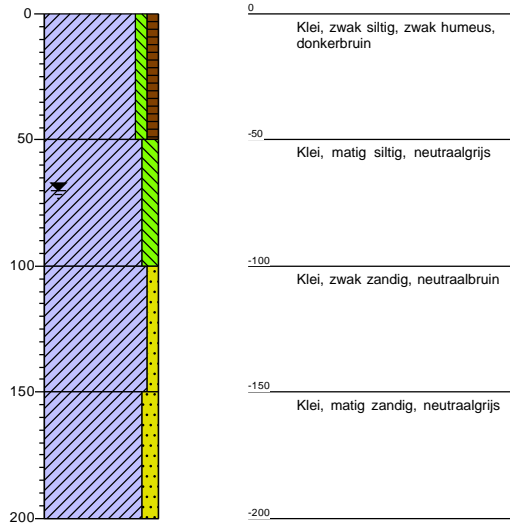 0
0
Klei, zwak siltig, zwak humeus,
donkerbruin
50
-50
Klei, matig siltig, neutraalgrijs
100
-100
Klei, zwak zandig, neutraalbruin
150
-150
Klei, matig zandig, neutraalgrijs
200
-200